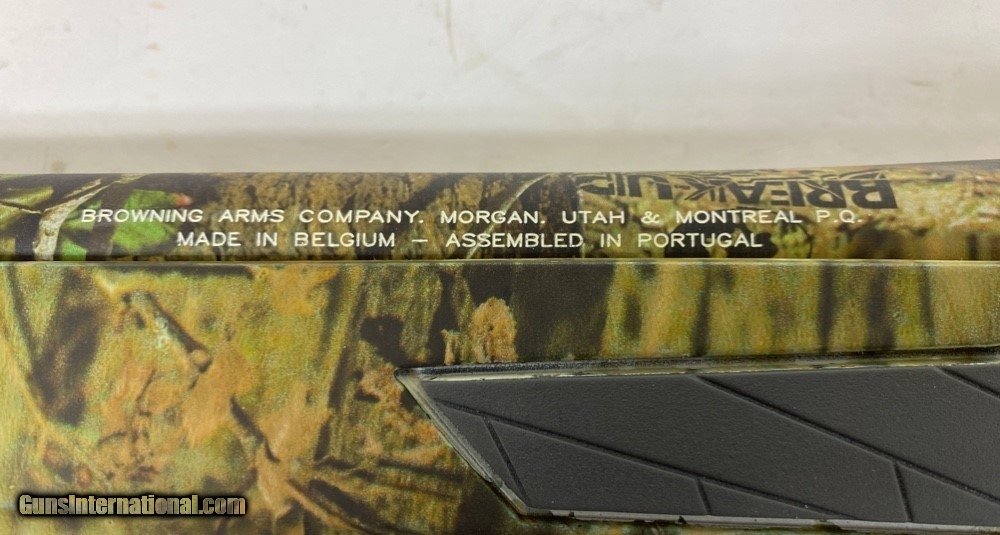 BREAK-UP
BROWNING ARMS COMPANY. MORGAN. UTAH & MONTREAL P.Q.
MADE IN BELGIUM – ASSEMBLED IN PORTUGAL
GunsInternational.com